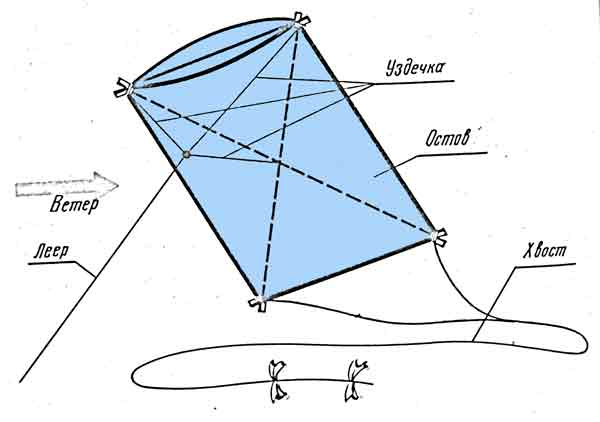 Уздечка
Остов
Ветер
Леер
Хвост